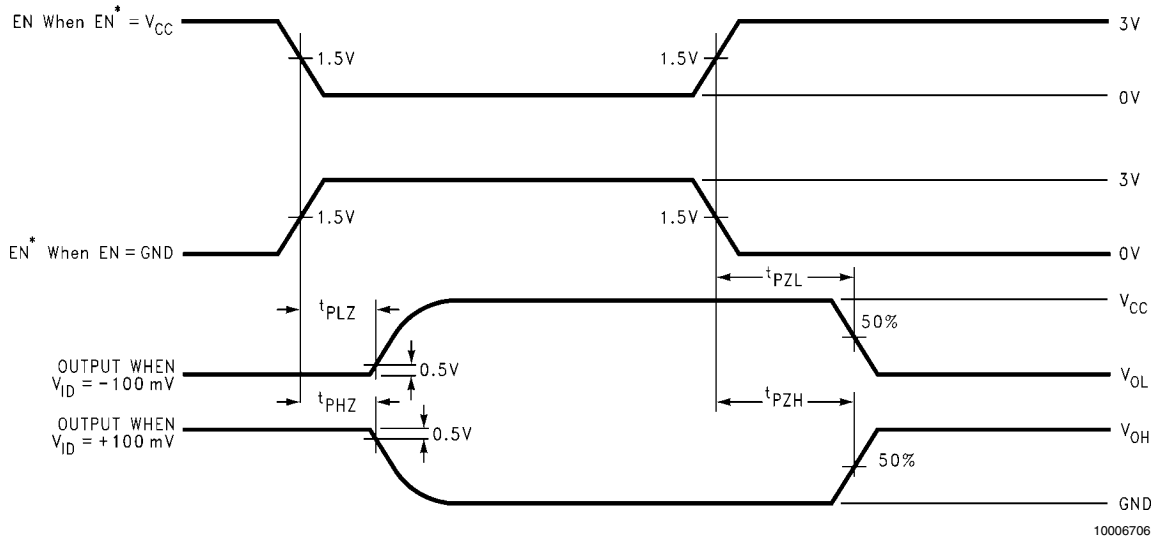 EN When EN* = VCC
3V
1.5V
1.5V
0V
3V
1.5V
1.5V
EN* When EN = GND
0V
tPZL
VCC
tPLZ
50%
OUTPUT WHEN
VID = −100 mV
0.5V
VOL
tPHZ
tPZH
OUTPUT WHEN
VID = +100 mV
0.5V
VOH
50%
GND
10006706